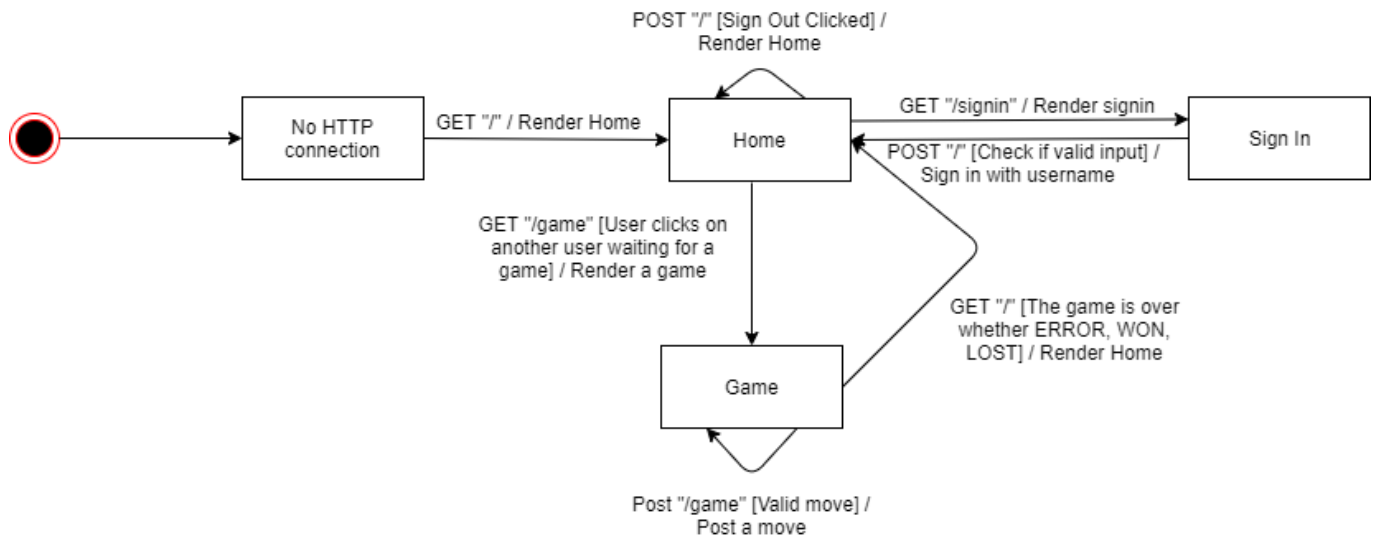 POST "/" [Sign Out Clicked] /
Render Home
No HTTP
connection
GET "/" / Render Home
Home
GET "/signin" / Render signin
POST "/" [Check if valid input] /
Sign in with username
Sign In
GET "/game" [User clicks on
another user waiting for a
game] / Render a game
GET "/" [The game is over
whether ERROR, WON,
LOST] / Render Home
Game
Post "/game" [Valid move] /
Post a move